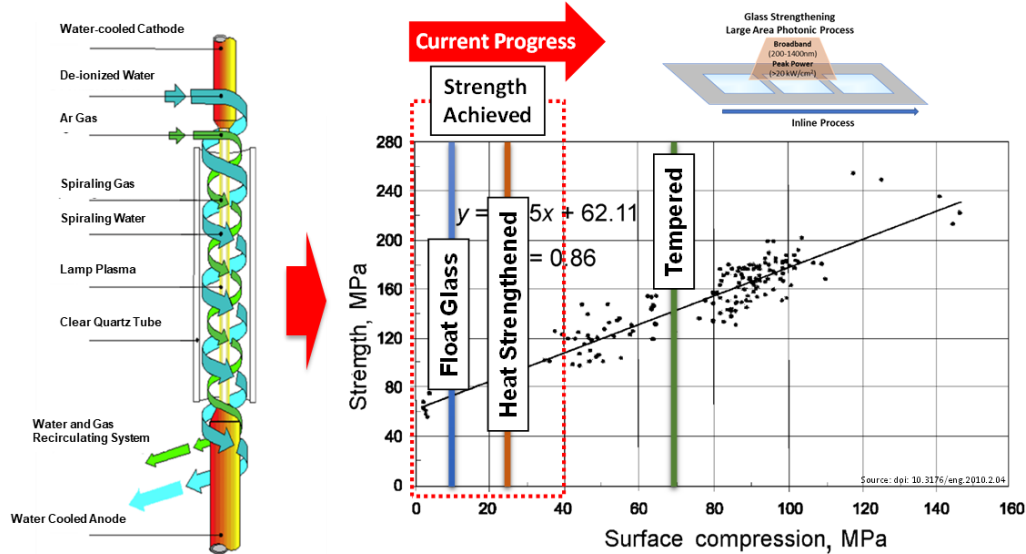 Water-cooled Cathode
De-ionized Water
Ar Gas
Spiraling Gas
Spiraling Water
Lamp Plasma
Clear Quartz Tube
Water and Gas
Recirculating System
Water Cooled Anode
Current Progress
Strength
Achieved
Glass Strengthening
Large Area Photonic Process
Broadband
(200-1400nm)
Peak Power
(>20 kW/cm²)
Inline Process
280
240
200
160
120
80
40
0
Strength, MPa
y = 5x + 62.11
= 0.86
Float Glass
Heat Strengthened
Tempered
Source: doi: 10.3176/eng.2010.2.04
0 20 40 60 80 100 120 140 160
Surface compression, MPa